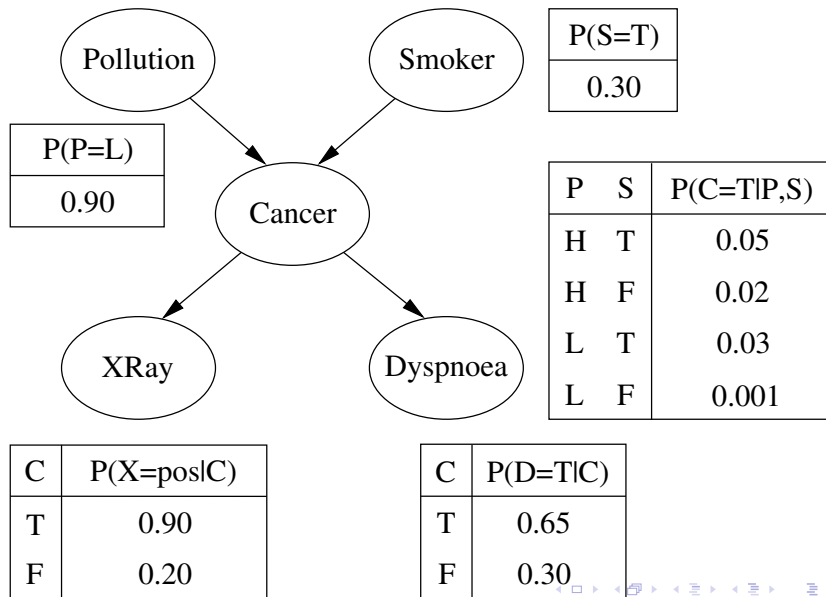 Pollution
Smoker
P(S=T)
0.30
P(P=L)
0.90
Cancer
P S P(C=T|P,S)
H T 0.05
H F 0.02
L T 0.03
L F 0.001
XRay
Dyspnoea
C P(X=pos|C)
T 0.90
F 0.20
C P(D=T|C)
T 0.65
F 0.30